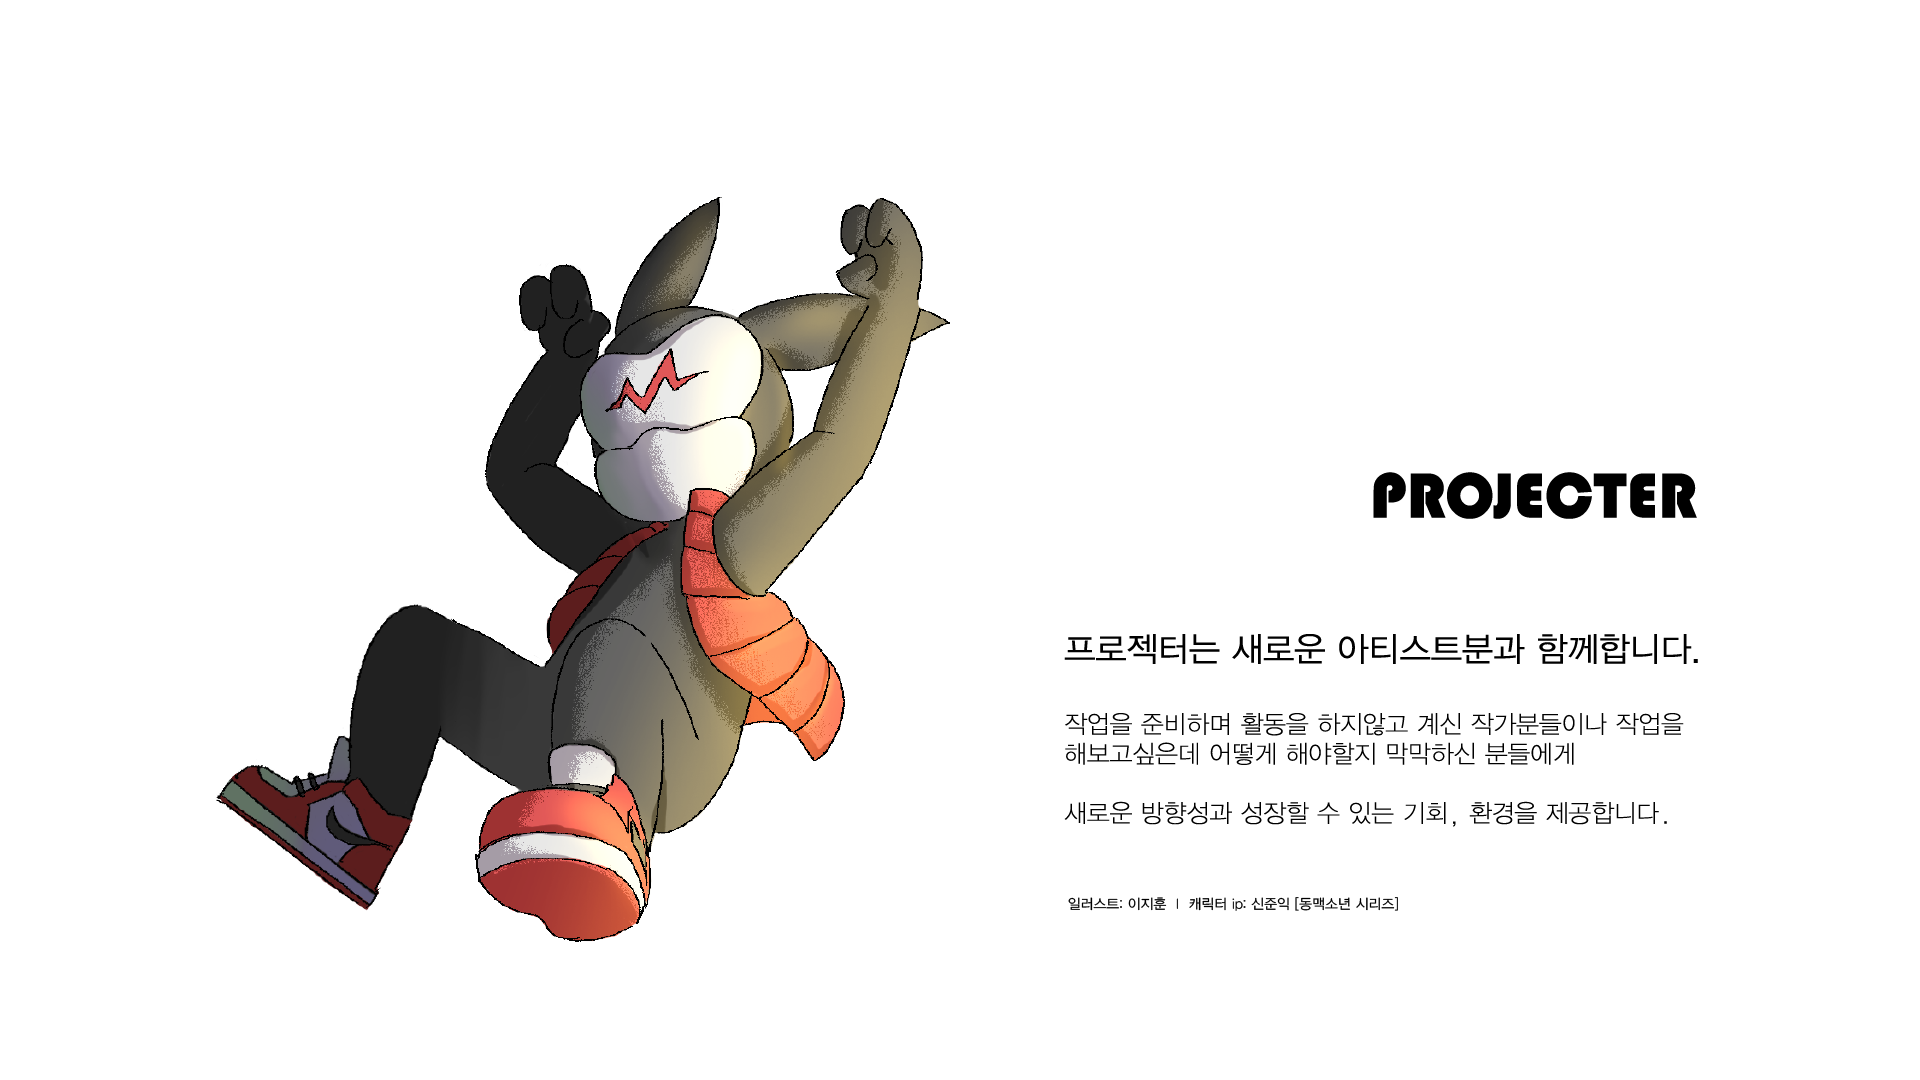 PROJECTER
프로젝터는 새로운 아티스트분과 함께합니다.
작업을 준비하며 활동을 하지않고 계신 작가분들이나 작업을
해보고싶은데 어떻게 해야할지 막막하신 분들에게
새로운 방향성과 성장할 수 있는 기회, 환경을 제공합니다.
일러스트: 이지훈 ㅣ 캐릭터 ip: 신준익 [동맥소년 시리즈]